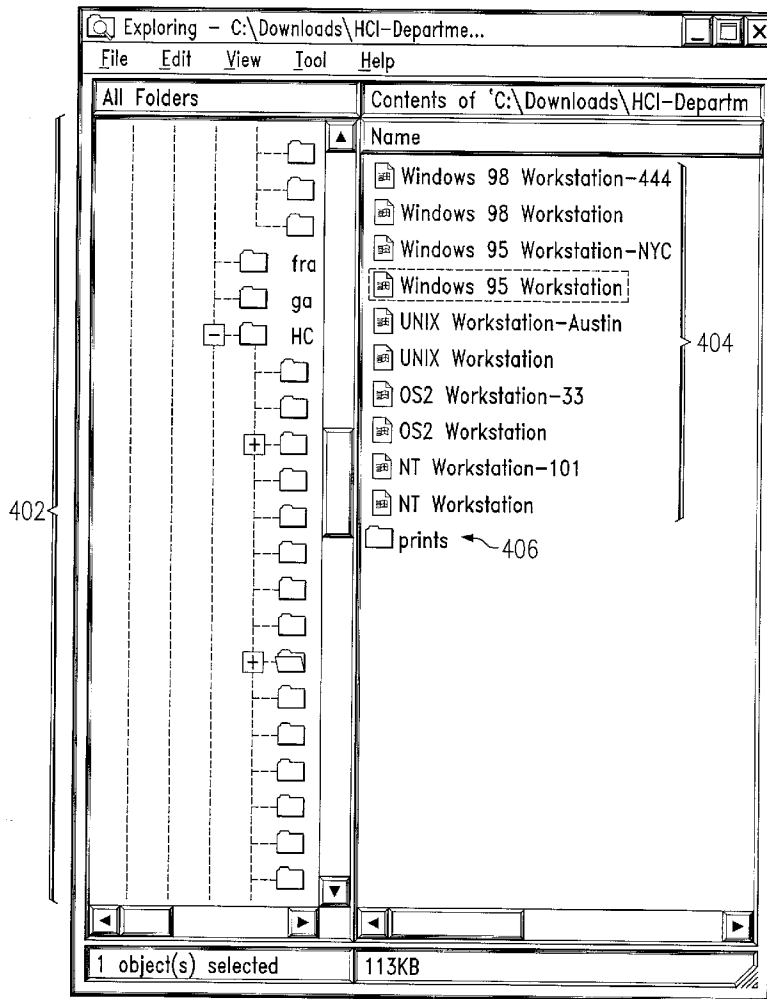 Exploring - C:\Downloads\HCI-Departme...
File Edit View Tool Help
All Folders
Contents of 'C:\Downloads\HCI-Departm
Name
fra
ga
HC
Windows 98 Workstation-444
Windows 98 Workstation
Windows 95 Workstation-NYC
Windows 95 Workstation
UNIX Workstation-Austin
UNIX Workstation
OS2 Workstation-33
OS2 Workstation
NT Workstation-101
NT Workstation
prints
402
404
406
1 object(s) selected
113KB